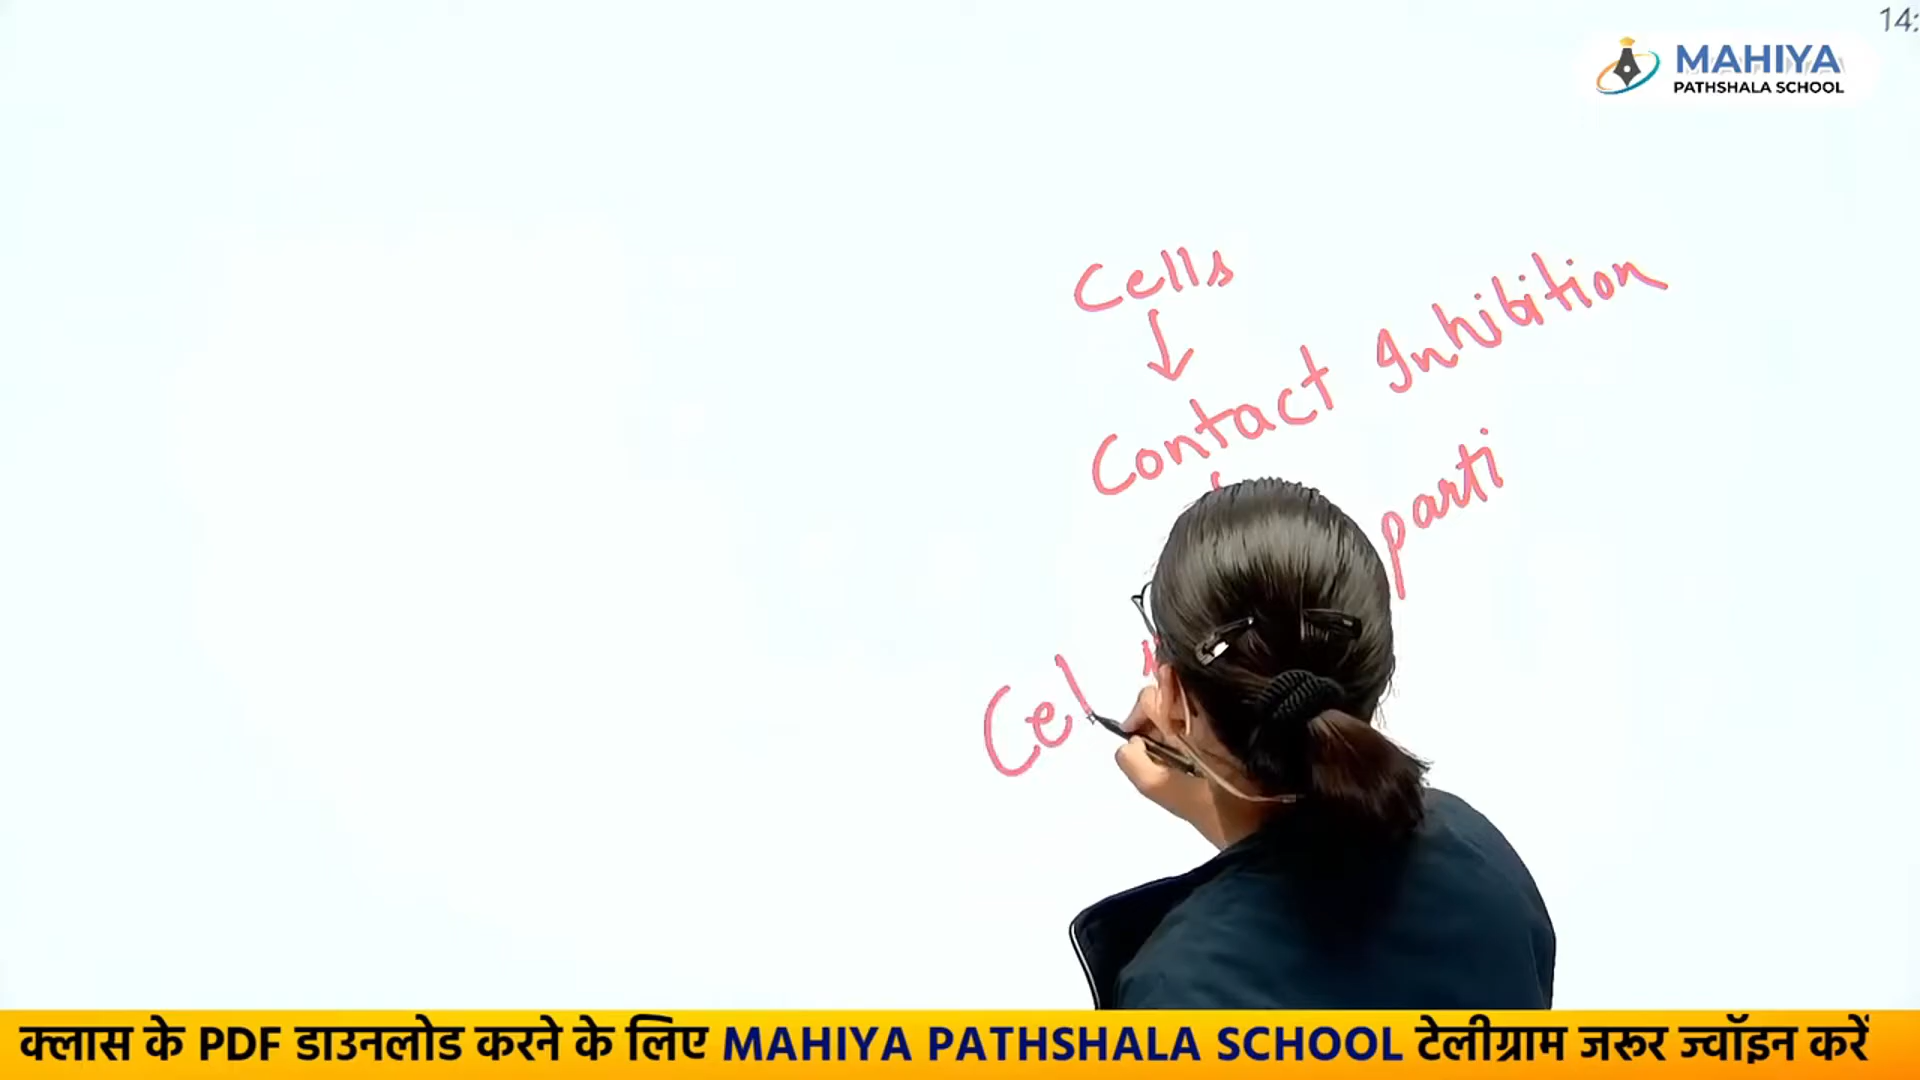 14:
MAHIYA
PATHSHALA SCHOOL
Cells
Contact Inhibition
parti
Cel
क्लास के PDF डाउनलोड करने के लिए MAHIYA PATHSHALA SCHOOL टेलीग्राम जरूर ज्वॉइन करें